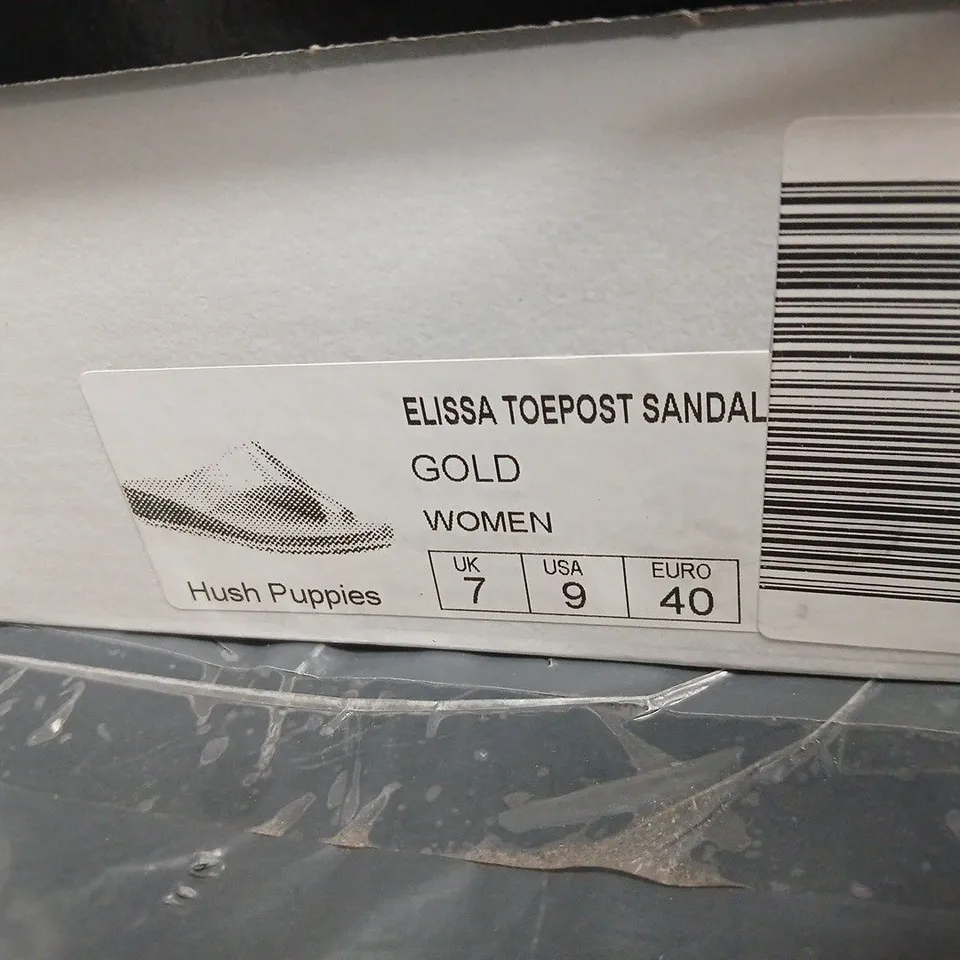 ELISSA TOEPOST SANDAL
GOLD
WOMEN
UK USA EURO
7 9 40
Hush Puppies